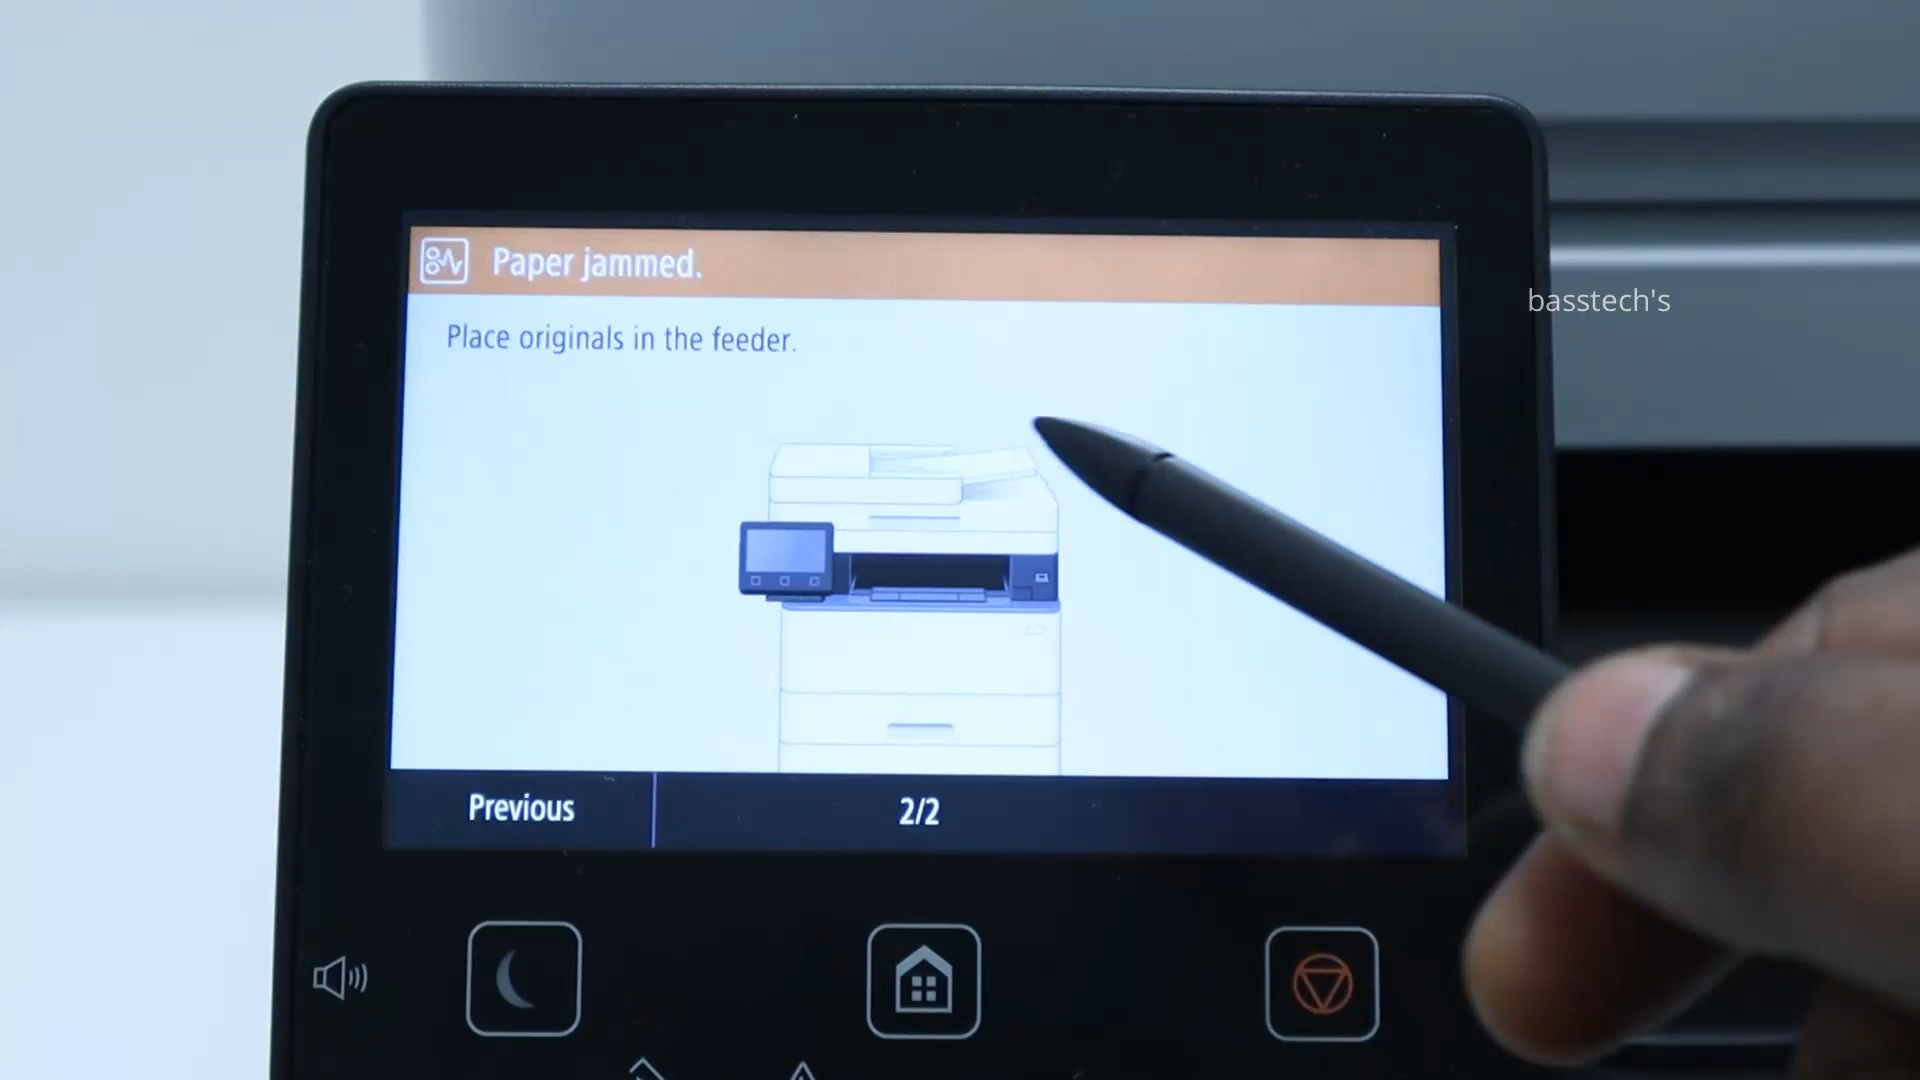 Paper jammed.
basstech's
Place originals in the feeder.
Previous
2/2